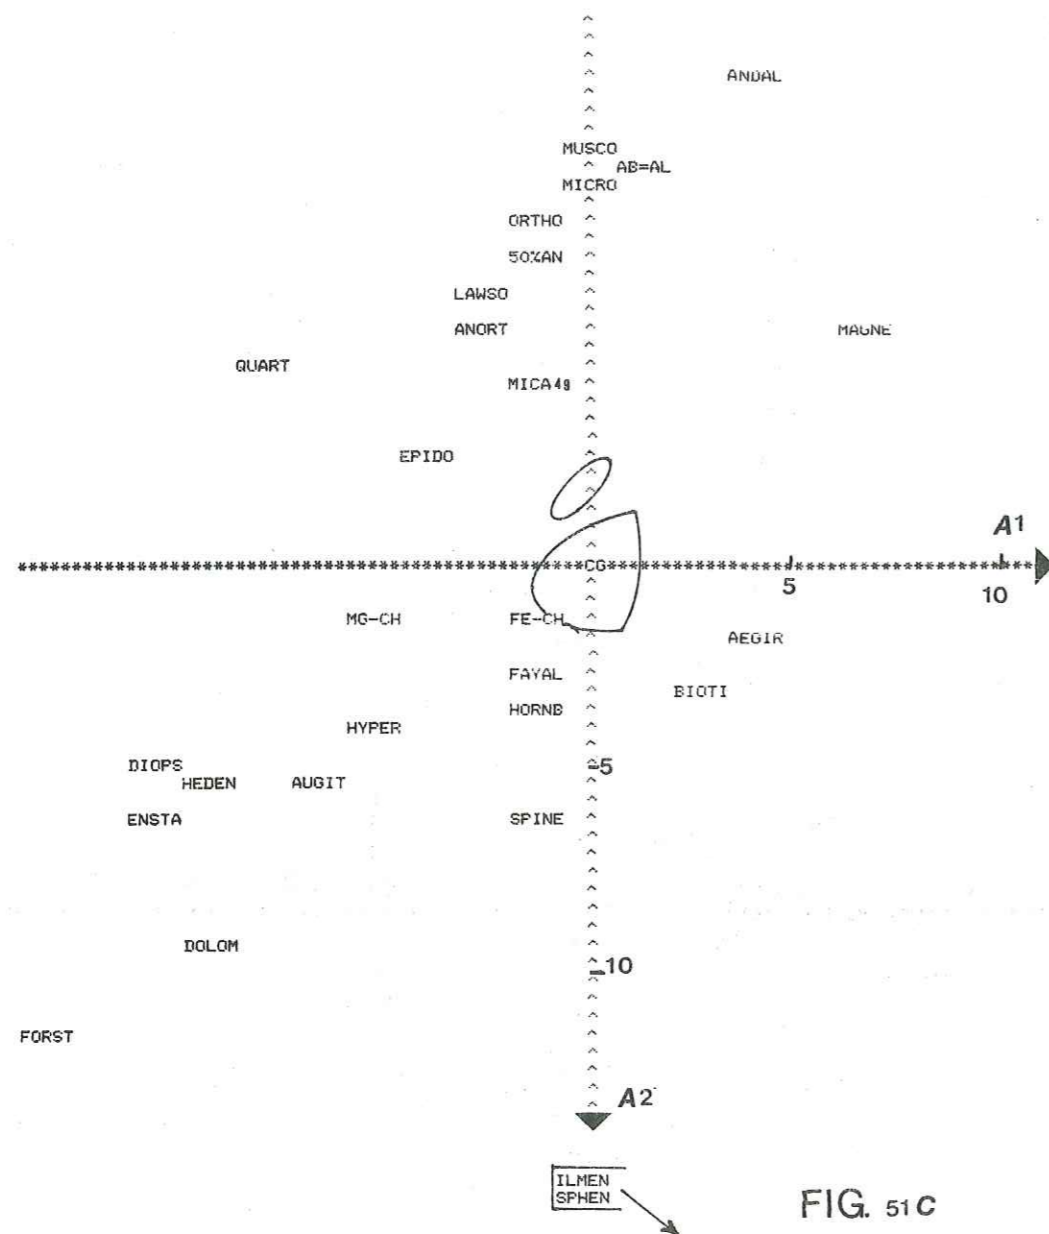 ANDAL
MUSCO
AB=AL
MICRO
ORTHO
50%AN
LAWSO
ANORT
MAGNE
QUART
MICA4g
EPIDO
A1
CG
5
10
MG-CH
FE-CH
AEGIR
FAYAL
BIOTI
HORNB
HYPER
DIOPS
5
HEDEN
AUGIT
ENSTA
SPINE
DOLOM
10
FORST
A2
ILMEN
SPHEN
FIG. 51C